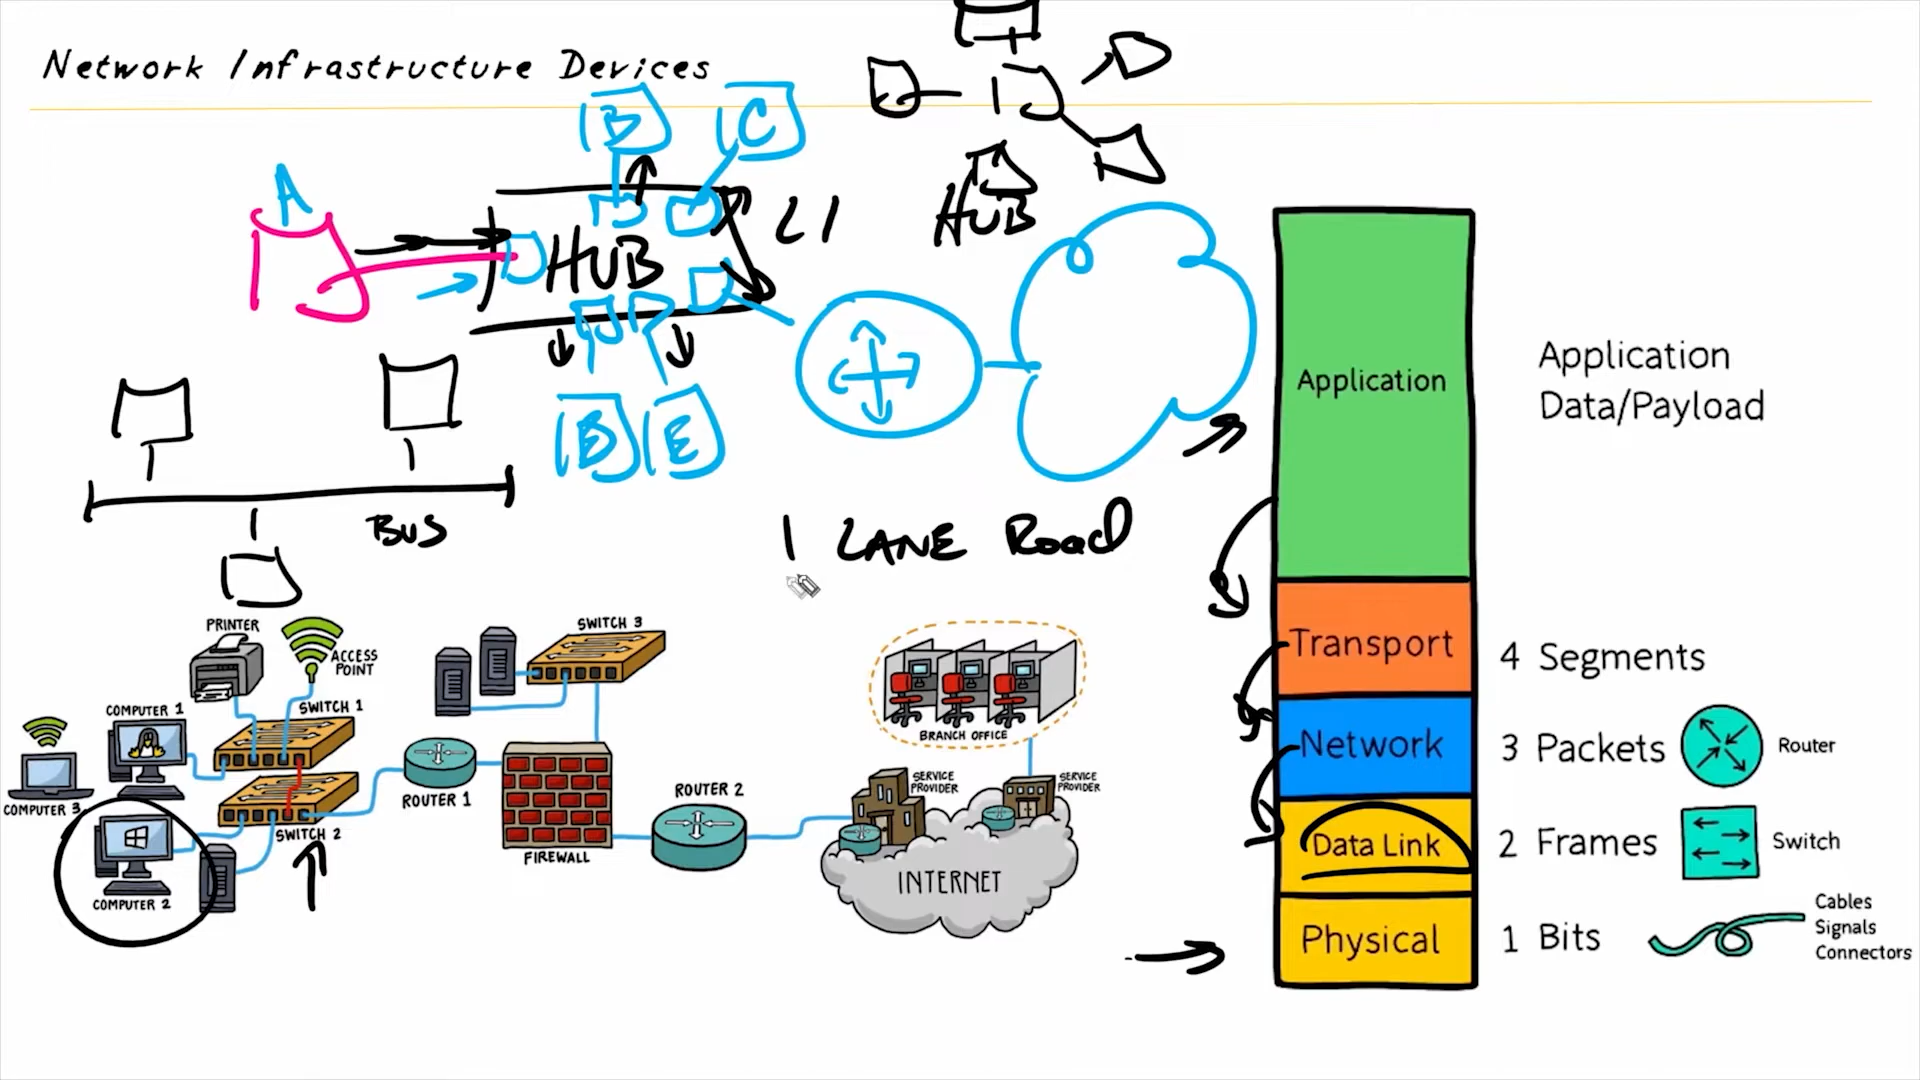 Network Infrastructure Devices
A
B
C
HUB
L1
HUB
B
E
BUS
1 LANE Road
PRINTER
ACCESS
POINT
SWITCH 3
COMPUTER 1
SWITCH 1
COMPUTER 3
SWITCH 2
COMPUTER 2
ROUTER 1
FIREWALL
ROUTER 2
BRANCH OFFICE
SERVICE
PROVIDER
SERVICE
PROVIDER
INTERNET
Application
Application
Data/Payload
Transport
4 Segments
Network
3 Packets
Router
Data Link
2 Frames
Switch
Physical
1 Bits
Cables
Signals
Connectors